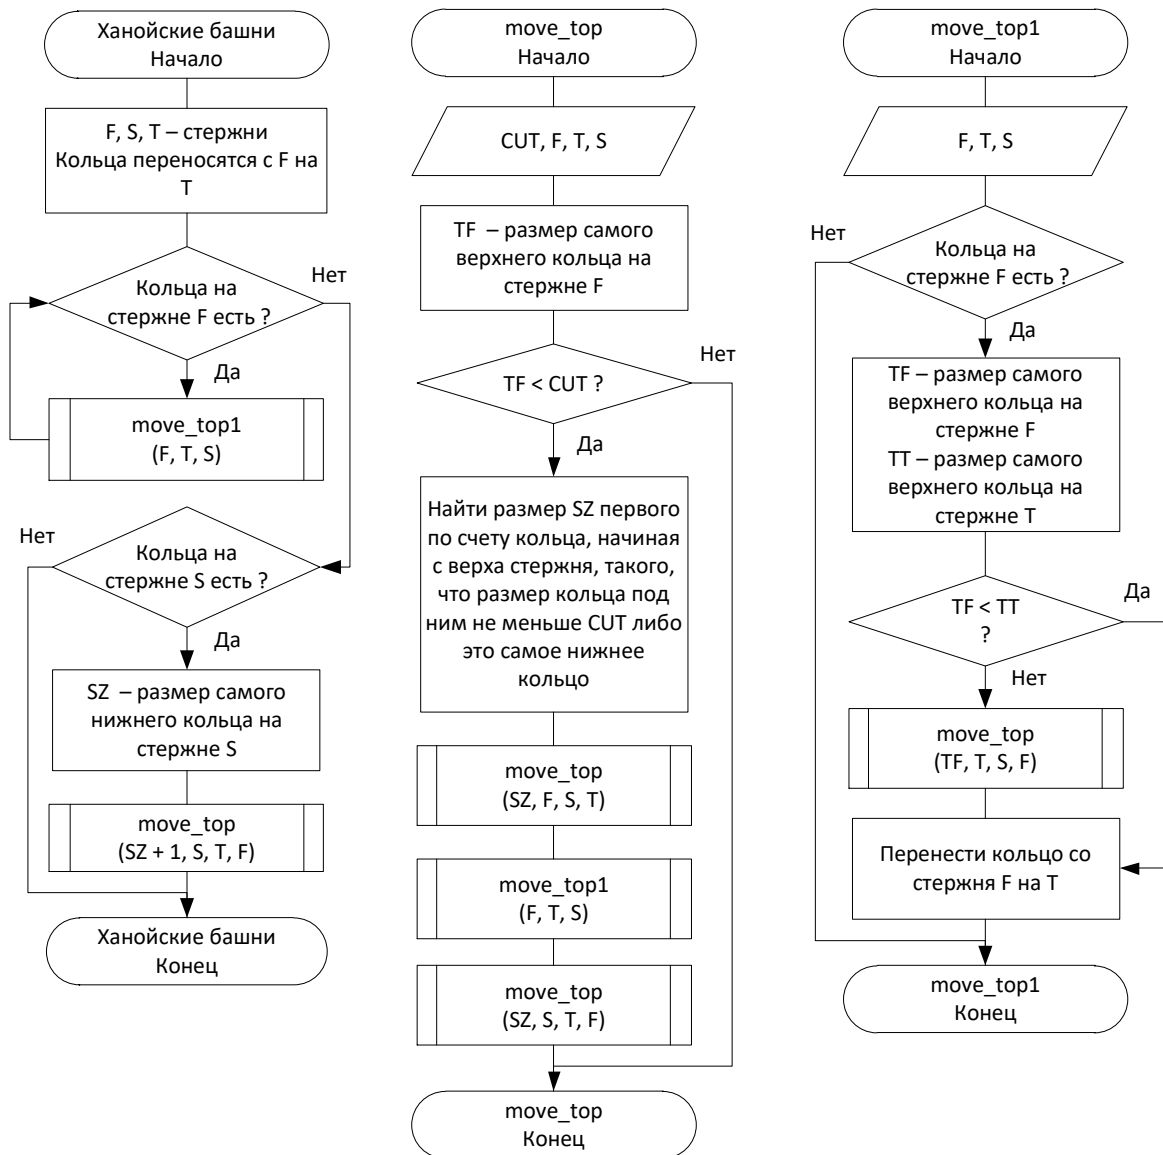 Ханойские башни
Начало
F, S, T – стержни
Кольца переносятся с F на
T
Нет
Кольца на
стержне F есть ?
Да
move_top1
(F, T, S)
Нет
Кольца на
стержне S есть ?
Да
SZ – размер самого
нижнего кольца на
стержне S
move_top
(SZ + 1, S, T, F)
Ханойские башни
Конец
move_top
Начало
CUT, F, T, S
TF – размер самого
верхнего кольца на
стержне F
Нет
TF < CUT ?
Да
Найти размер SZ первого
по счету кольца, начиная
с верха стержня, такого,
что размер кольца под
ним не меньше CUT либо
это самое нижнее
кольцо
move_top
(SZ, F, S, T)
move_top1
(F, T, S)
move_top
(SZ, S, T, F)
move_top
Конец
move_top1
Начало
F, T, S
Нет
Кольца на
стержне F есть ?
Да
TF – размер самого
верхнего кольца на
стержне F
TT – размер самого
верхнего кольца на
стержне T
TF < TT
?
Да
Нет
move_top
(TF, T, S, F)
Перенести кольцо со
стержня F на T
move_top1
Конец